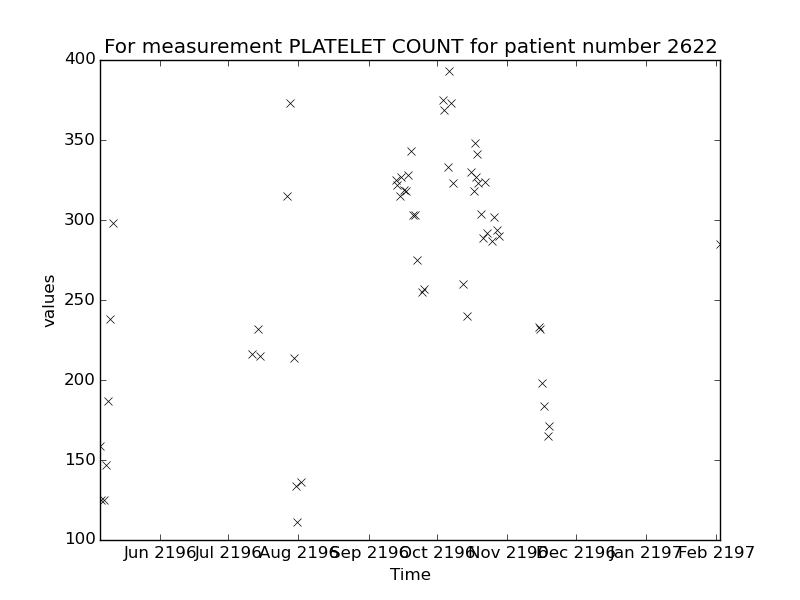 For measurement PLATELET COUNT for patient number 2622
400
350
300
250
200
150
100
values
Jun 2196 Jul 2196 Aug 2196 Sep 2196 Oct 2196 Nov 2196 Dec 2196 Jan 2197 Feb 2197
Time